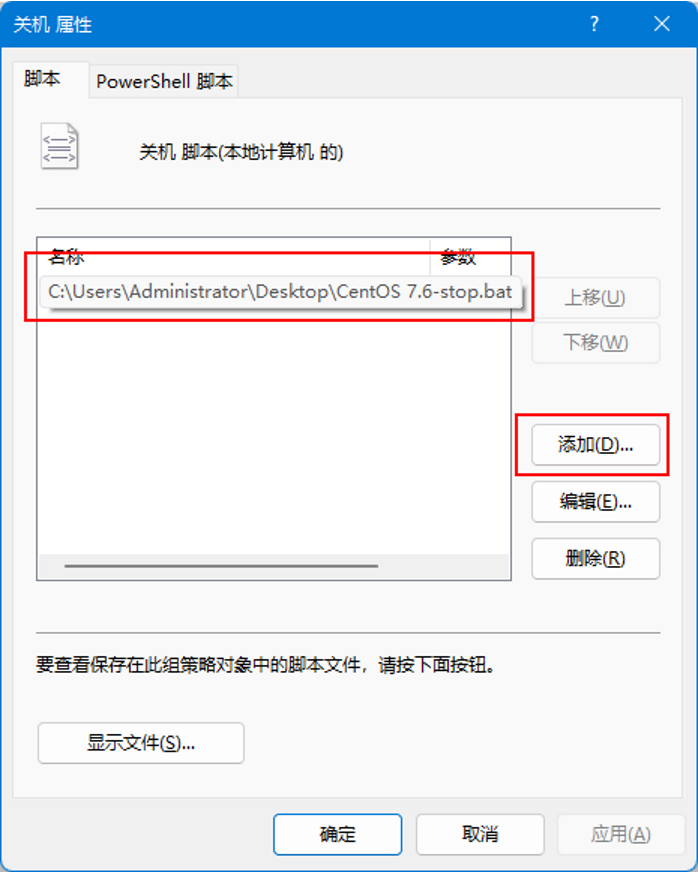 关机 属性
脚本
PowerShell 脚本
关机 脚本(本地计算机 的)
名称 参数
C:\Users\Administrator\Desktop\CentOS 7.6-stop.bat
上移(U)
下移(W)
添加(D)...
编辑(E)...
删除(R)
要查看保存在此组策略对象中的脚本文件，请按下面按钮。
显示文件(S)...
确定 取消 应用(A)